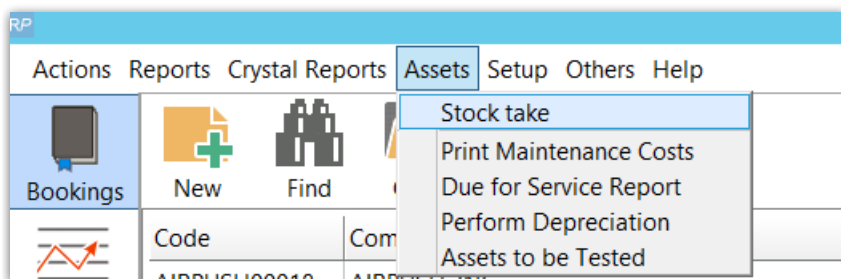 RP
Actions Reports Crystal Reports Assets Setup Others Help
Stock take
Print Maintenance Costs
Due for Service Report
Perform Depreciation
Assets to be Tested
Bookings New Find
Code Com